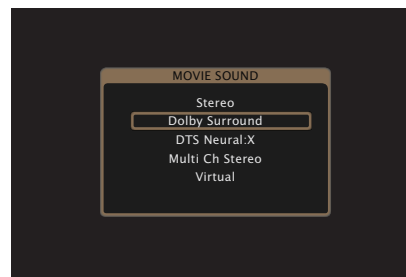 MOVIE SOUND
Stereo
Dolby Surround
DTS Neural:X
Multi Ch Stereo
Virtual